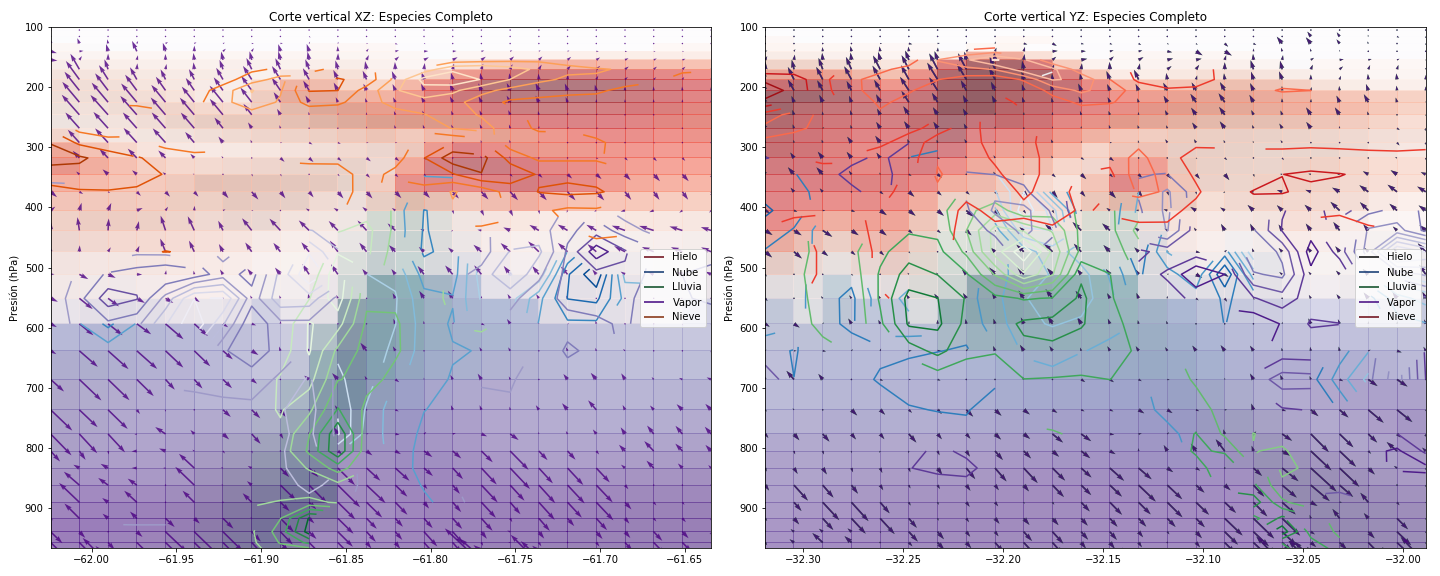 Corte vertical XZ: Especies Completo
Presión (hPa)
100
200
300
400
500
600
700
800
900
Hielo
Nube
Lluvia
Vapor
Nieve
−62.00
−61.95
−61.90
−61.85
−61.80
−61.75
−61.70
−61.65
Corte vertical YZ: Especies Completo
Presión (hPa)
100
200
300
400
500
600
700
800
900
Hielo
Nube
Lluvia
Vapor
Nieve
−32.30
−32.25
−32.20
−32.15
−32.10
−32.05
−32.00